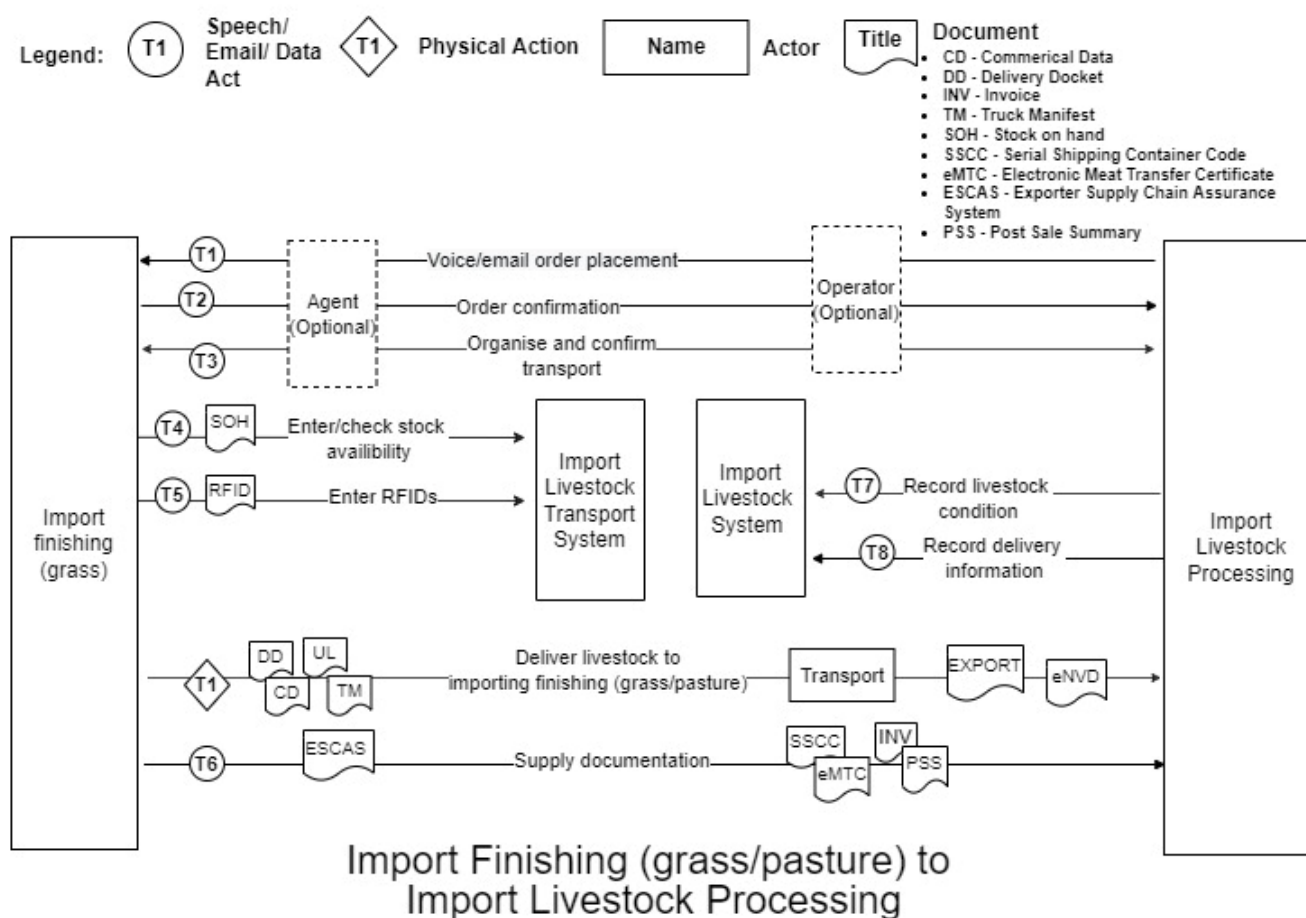 Legend:
T1
Speech/
Email/ Data
Act
T1
Physical Action
Name
Actor
Title
Document
CD - Commerical Data
DD - Delivery Docket
INV - Invoice
TM - Truck Manifest
SOH - Stock on hand
SSCC - Serial Shipping Container Code
eMTC - Electronic Meat Transfer Certificate
ESCAS - Exporter Supply Chain Assurance
System
PSS - Post Sale Summary
T1
Voice/email order placement
T2
Agent
(Optional)
Order confirmation
Operator
(Optional)
T3
Organise and confirm
transport
T4
SOH
Enter/check stock
availibility
T5
RFID
Enter RFIDs
Import
Livestock
Transport
System
Import
Livestock
System
T7
Record livestock
condition
T8
Record delivery
information
Import
finishing
(grass)
Import
Livestock
Processing
T1
DD
UL
CD
TM
Deliver livestock to
importing finishing (grass/pasture)
Transport
EXPORT
eNVD
T6
ESCAS
Supply documentation
SSCC
eMTC
INV
PSS
Import Finishing (grass/pasture) to
Import Livestock Processing